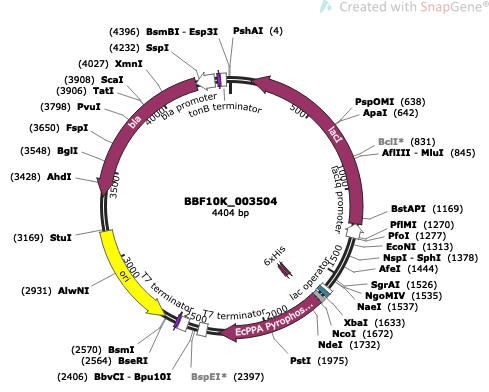 Created with SnapGene®
(4396) BsmBI - Esp3I
PshAI (4)
(4232) SspI
(4027) XmnI
(3908) ScaI
(3906) TatI
(3798) PvuI
(3650) FspI
(3548) BglI
(3428) AhdI
(3169) StuI
(2931) AlwNI
(2570) BsmI
(2564) BseRI
(2406) BbvCI - Bpu10I
BspEI* (2397)
PspOMI (638)
ApaI (642)
BclI* (831)
AflIII - MluI (845)
BstAPI (1169)
PflMI (1270)
PfoI (1277)
EcoNI (1313)
NspI - SphI (1378)
AfeI (1444)
SgrAI (1526)
NgoMIV (1535)
NaeI (1537)
XbaI (1633)
NcoI (1672)
NdeI (1732)
PstI (1975)
bla promoter
tonB terminator
bla
lacI
lacIq promoter
lac operator
6xHis
EcPPA Pyrophos...
T7 terminator
T7 terminator
ori
500
1000
1500
2000
2500
3000
3500
4000
BBF10K_003504
4404 bp